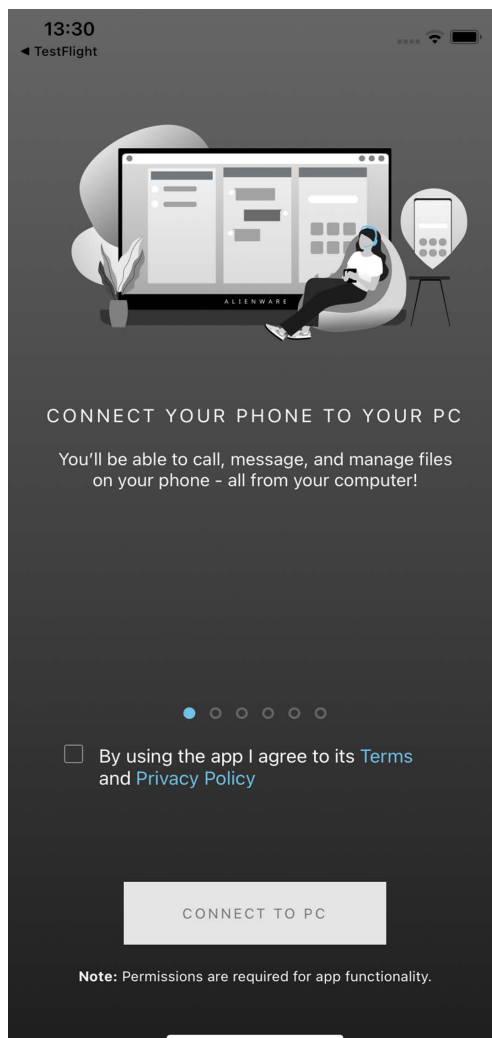 13:30
◀ TestFlight
ALIENWARE
CONNECT YOUR PHONE TO YOUR PC
You’ll be able to call, message, and manage files
on your phone - all from your computer!
By using the app I agree to its Terms
and Privacy Policy
CONNECT TO PC
Note: Permissions are required for app functionality.